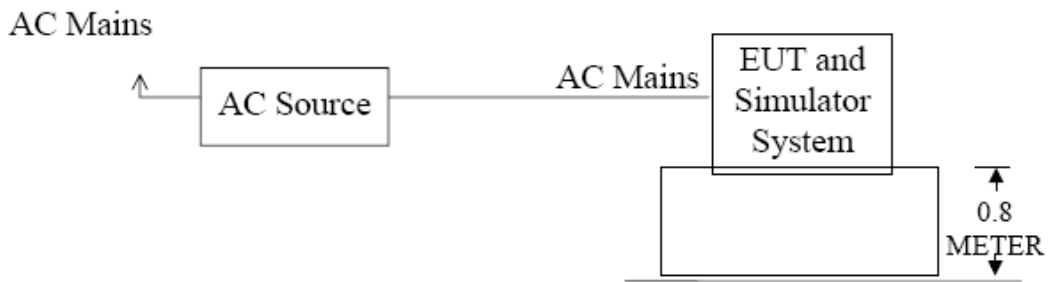 AC Mains
AC Source
AC Mains
EUT and
Simulator
System
0.8
METER